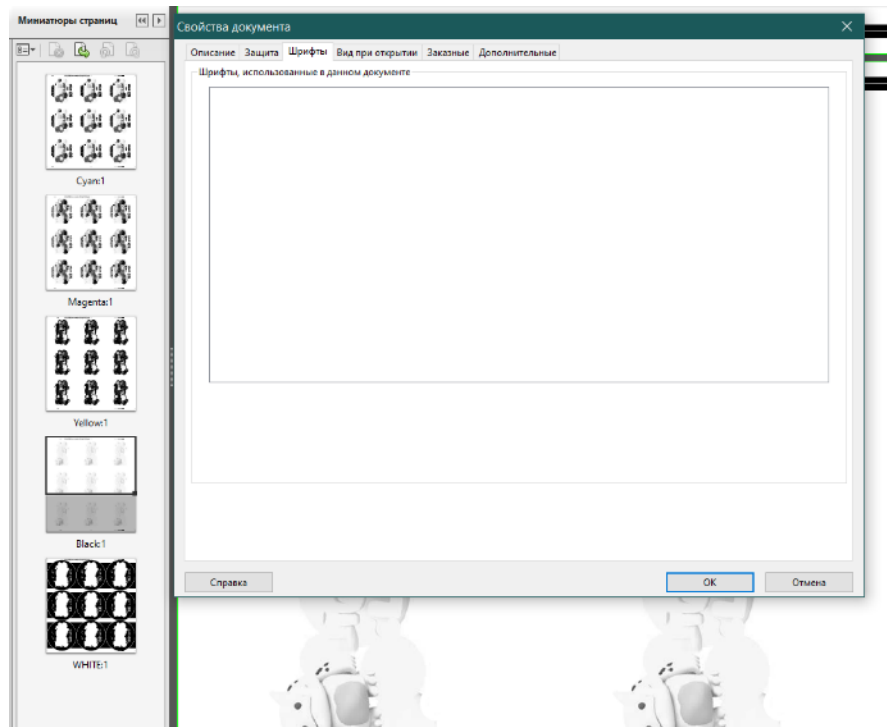 Миниатюры страниц
Cyan:1
Magenta:1
Yellow:1
Black:1
WHITE:1
Свойства документа
Описание Защита Шрифты Вид при открытии Заказные Дополнительные
Шрифты, использованные в данном документе
Справка
ОК
Отмена